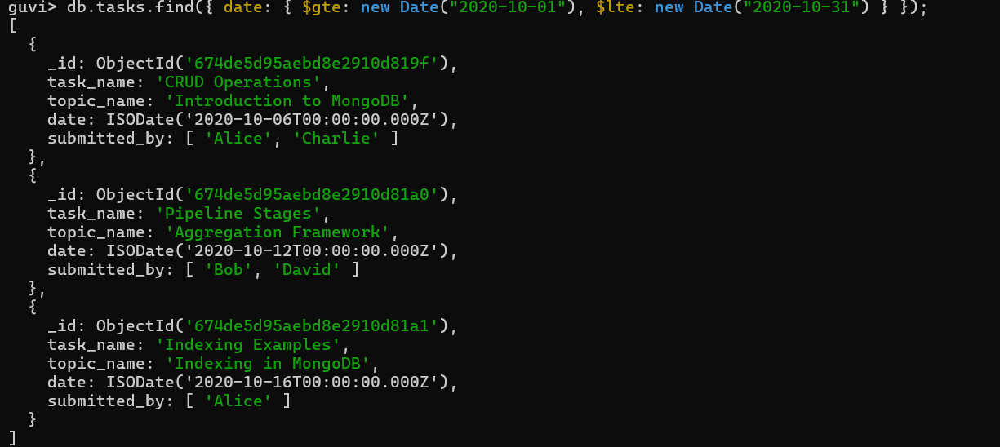 guvi> db.tasks.find({ date: { $gte: new Date("2020-10-01"), $lte: new Date("2020-10-31") } });
[
  {
    _id: ObjectId('674de5d95aebd8e2910d819f'),
    task_name: 'CRUD Operations',
    topic_name: 'Introduction to MongoDB',
    date: ISODate('2020-10-06T00:00:00.000Z'),
    submitted_by: [ 'Alice', 'Charlie' ]
  },
  {
    _id: ObjectId('674de5d95aebd8e2910d81a0'),
    task_name: 'Pipeline Stages',
    topic_name: 'Aggregation Framework',
    date: ISODate('2020-10-12T00:00:00.000Z'),
    submitted_by: [ 'Bob', 'David' ]
  },
  {
    _id: ObjectId('674de5d95aebd8e2910d81a1'),
    task_name: 'Indexing Examples',
    topic_name: 'Indexing in MongoDB',
    date: ISODate('2020-10-16T00:00:00.000Z'),
    submitted_by: [ 'Alice' ]
  }
]